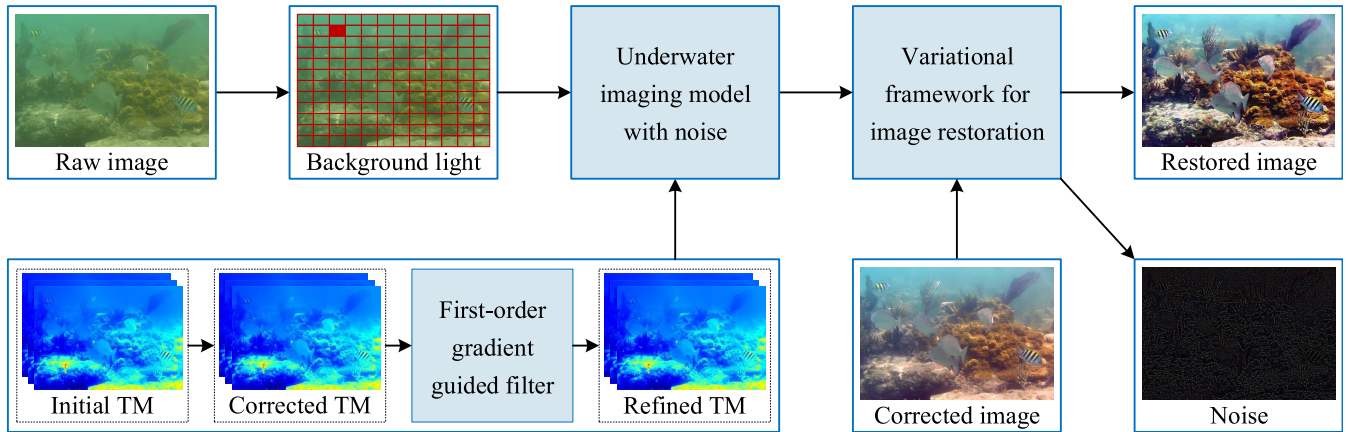 Raw image
Background light
Underwater
imaging model
with noise
Variational
framework for
image restoration
Restored image
Initial TM
Corrected TM
First-order
gradient
guided filter
Refined TM
Corrected image
Noise